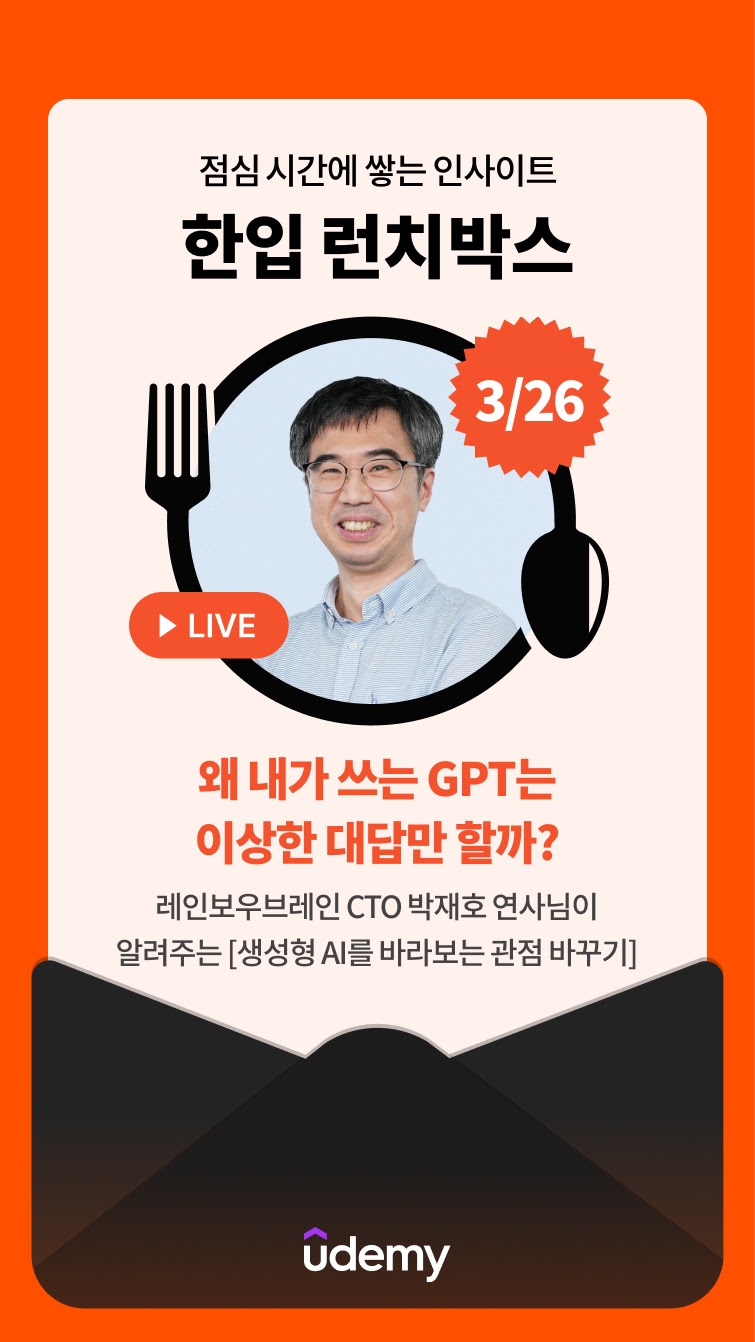 점심 시간에 쌓는 인사이트
한입 런치박스
3/26
LIVE
왜 내가 쓰는 GPT는
이상한 대답만 할까?
레인보우브레인 CTO 박재호 연사님이
알려주는 [생성형 AI를 바라보는 관점 바꾸기]
udemy